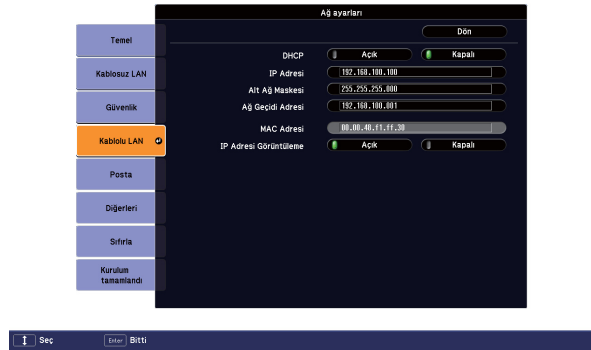 Ağ ayarları
Dön
Temel
Kablosuz LAN
Güvenlik
Kablolu LAN
Posta
Diğerleri
Sıfırla
Kurulum
tamamlandı
DHCP Açık Kapalı
IP Adresi 192.168.100.100
Alt Ağ Maskesi 255.255.255.000
Ağ Geçidi Adresi 192.168.100.001
MAC Adresi 00.00.48.f1.ff.30
IP Adresi Görüntüleme Açık Kapalı
Seç Enter Bitti